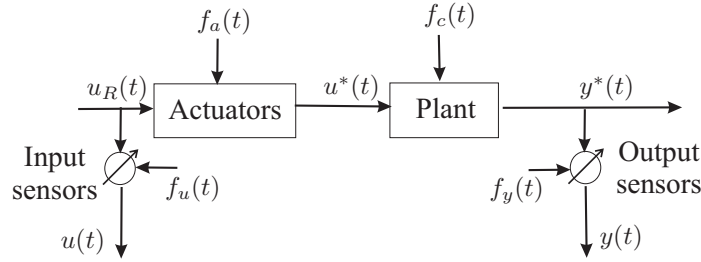 f_a(t)
f_c(t)
u_R(t)
Actuators
u*(t)
Plant
y*(t)
Input
sensors
f_u(t)
f_y(t)
Output
sensors
u(t)
y(t)